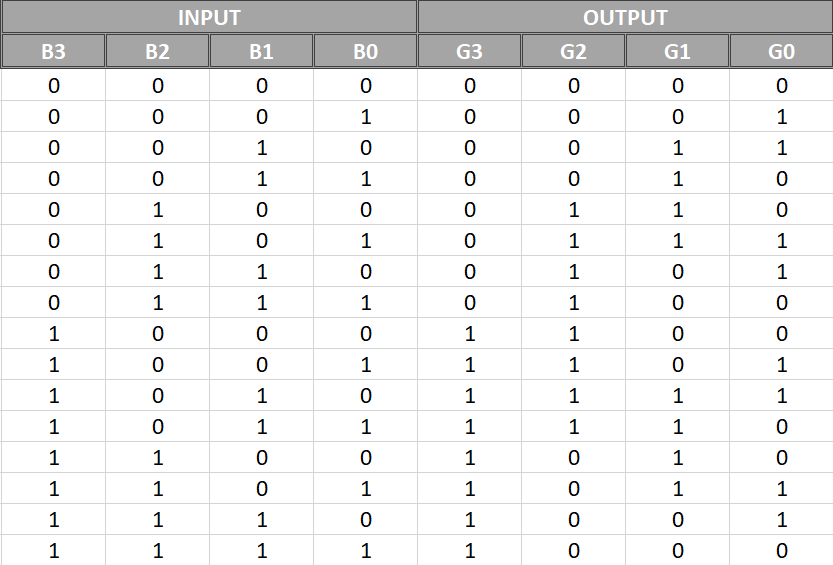 INPUT OUTPUT
B3 B2 B1 B0 G3 G2 G1 G0
0 0 0 0 0 0 0 0
0 0 0 1 0 0 0 1
0 0 1 0 0 0 1 1
0 0 1 1 0 0 1 0
0 1 0 0 0 1 1 0
0 1 0 1 0 1 1 1
0 1 1 0 0 1 0 1
0 1 1 1 0 1 0 0
1 0 0 0 1 1 0 0
1 0 0 1 1 1 0 1
1 0 1 0 1 1 1 1
1 0 1 1 1 1 1 0
1 1 0 0 1 0 1 0
1 1 0 1 1 0 1 1
1 1 1 0 1 0 0 1
1 1 1 1 1 0 0 0